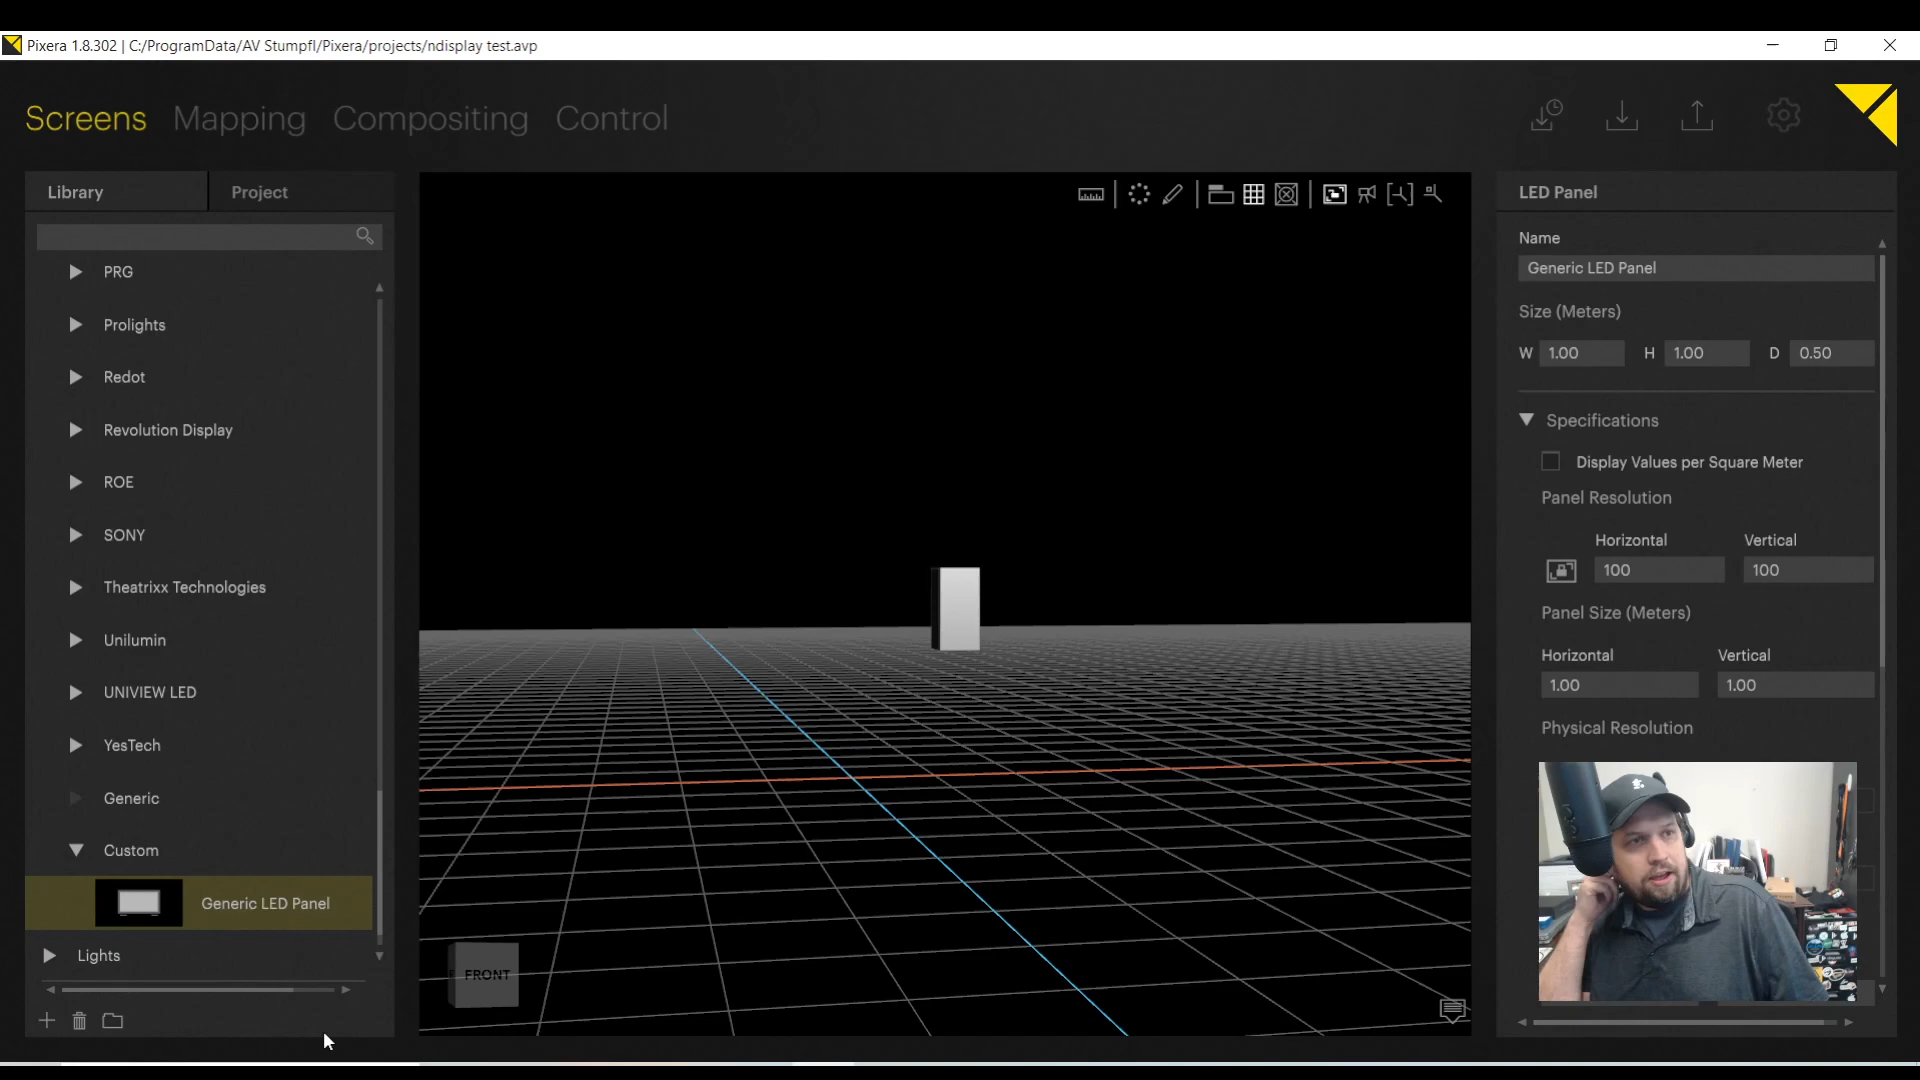 Pixera 1.8.302 | C:/ProgramData/AV Stumpfl/Pixera/projects/ndisplay test.avp
Screens Mapping Compositing Control
Library Project
PRG
Prolights
Redot
Revolution Display
ROE
SONY
Theatrixx Technologies
Unilumin
UNIVIEW LED
YesTech
Generic
Custom
Generic LED Panel
Lights
FRONT
LED Panel
Name
Generic LED Panel
Size (Meters)
W 1.00 H 1.00 D 0.50
Specifications
Display Values per Square Meter
Panel Resolution
Horizontal Vertical
100 100
Panel Size (Meters)
Horizontal Vertical
1.00 1.00
Physical Resolution